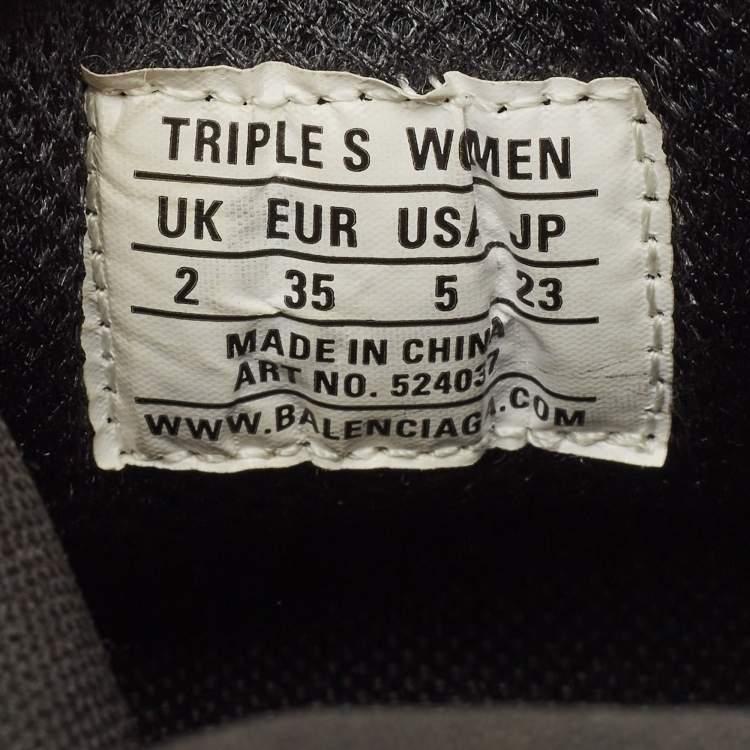 TRIPLE S WOMEN
UK EUR USA JP
2 35 5 23
MADE IN CHINA
ART NO. 524037
WWW.BALENCIAGA.COM